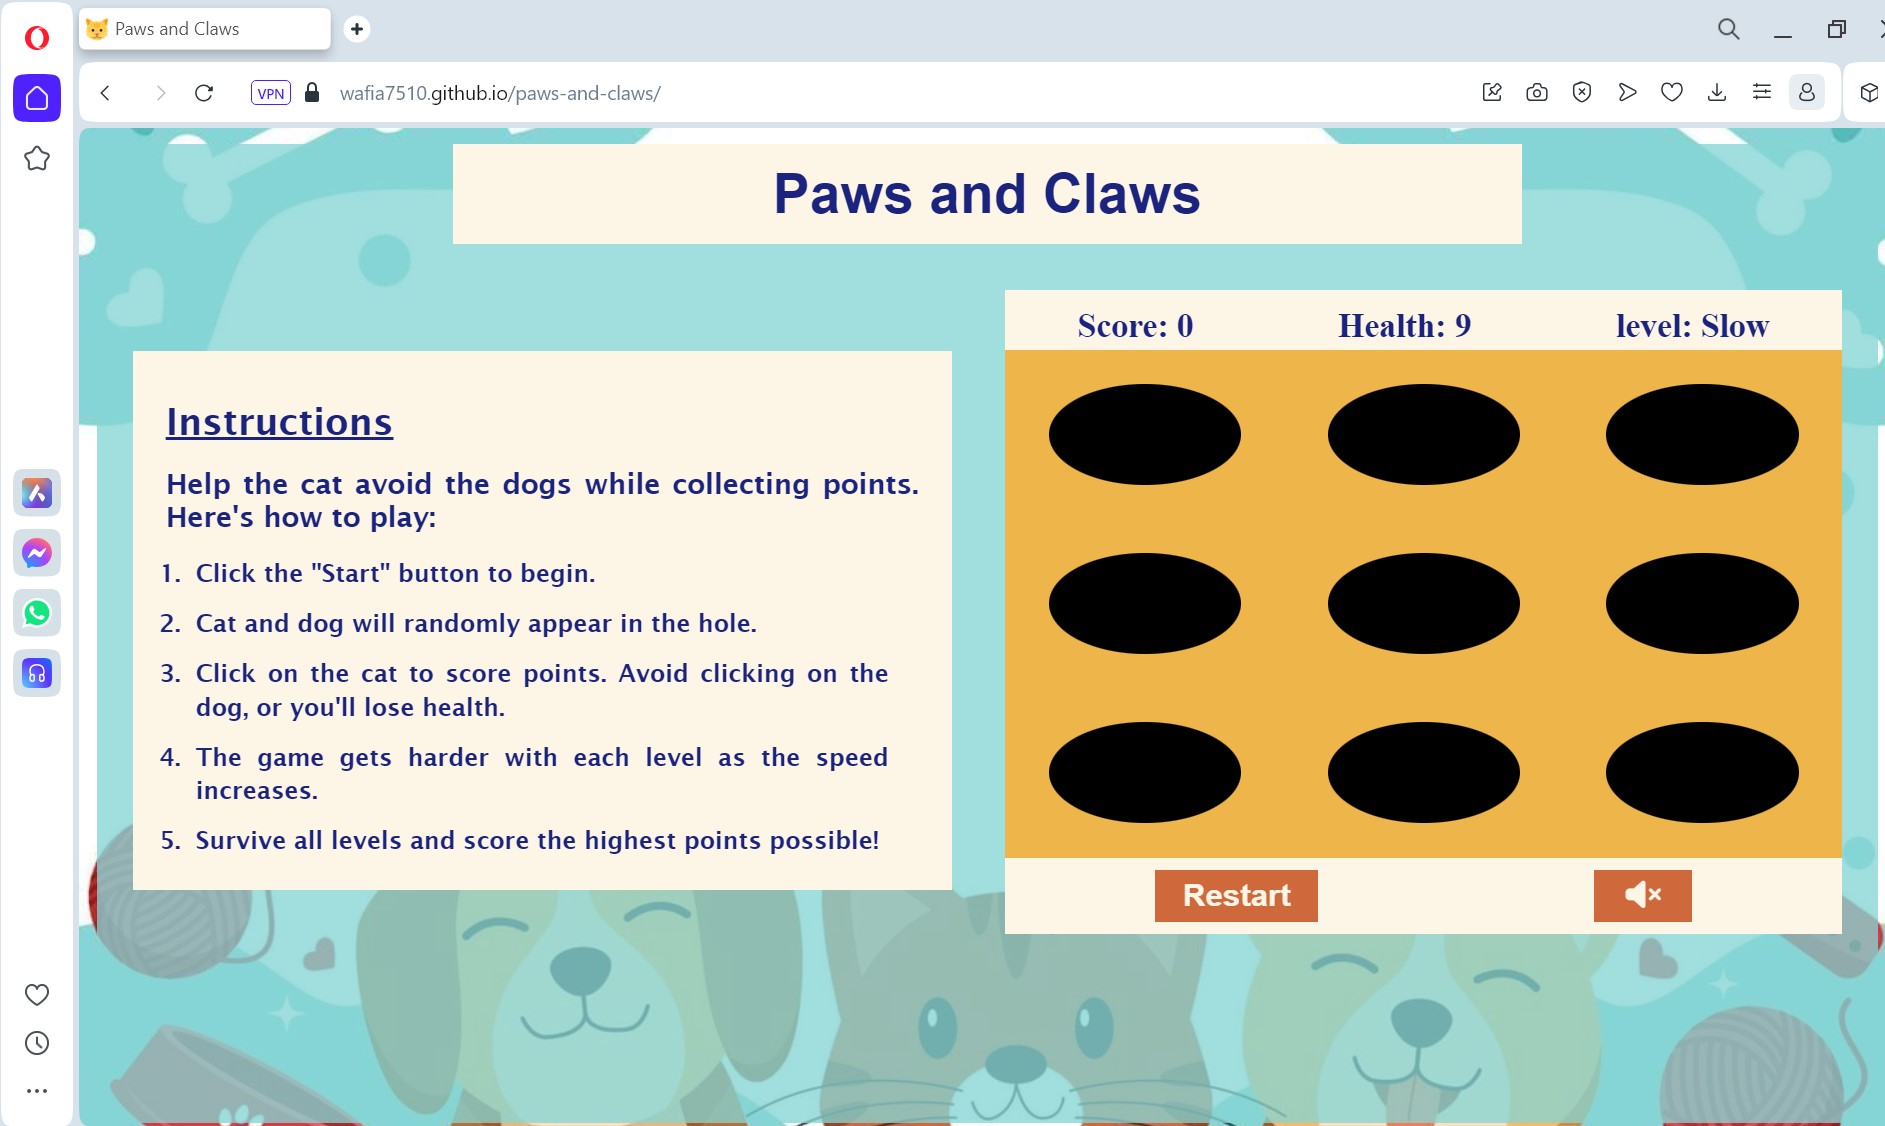 Paws and Claws
VPN
wafia7510.github.io/paws-and-claws/
Paws and Claws
Instructions
Help the cat avoid the dogs while collecting points.
Here's how to play:
1. Click the "Start" button to begin.
2. Cat and dog will randomly appear in the hole.
3. Click on the cat to score points. Avoid clicking on the
dog, or you'll lose health.
4. The game gets harder with each level as the speed
increases.
5. Survive all levels and score the highest points possible!
Score: 0 Health: 9 level: Slow
Restart